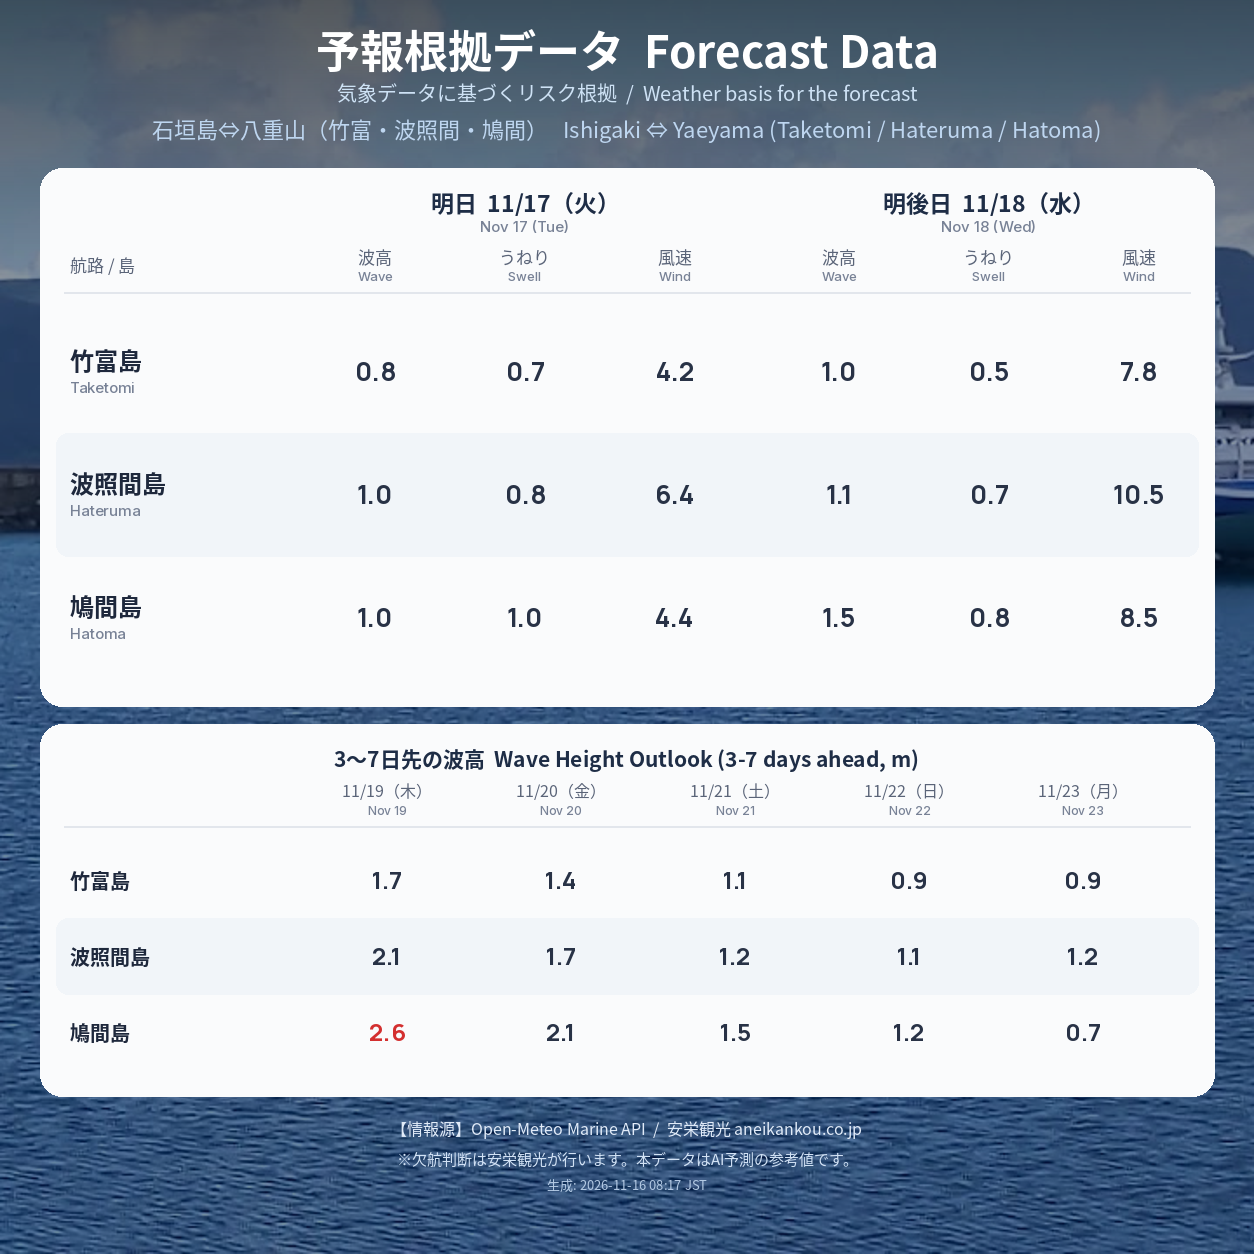 予報根拠データ Forecast Data
気象データに基づくリスク根拠 / Weather basis for the forecast
石垣島⇔八重山（竹富・波照間・鳩間） Ishigaki ⇔ Yaeyama (Taketomi / Hateruma / Hatoma)
明日 11/17（火） 明後日 11/18（水）
Nov 17 (Tue) Nov 18 (Wed)
航路 / 島 波高 うねり 風速 波高 うねり 風速
Wave Swell Wind Wave Swell Wind
竹富島 0.8 0.7 4.2 1.0 0.5 7.8
Taketomi
波照間島 1.0 0.8 6.4 1.1 0.7 10.5
Hateruma
鳩間島 1.0 1.0 4.4 1.5 0.8 8.5
Hatoma
3〜7日先の波高 Wave Height Outlook (3-7 days ahead, m)
11/19（木） 11/20（金） 11/21（土） 11/22（日） 11/23（月）
Nov 19 Nov 20 Nov 21 Nov 22 Nov 23
竹富島 1.7 1.4 1.1 0.9 0.9
波照間島 2.1 1.7 1.2 1.1 1.2
鳩間島 2.6 2.1 1.5 1.2 0.7
【情報源】Open-Meteo Marine API / 安栄観光 aneikankou.co.jp
※欠航判断は安栄観光が行います。本データはAI予測の参考値です。
生成: 2026-11-16 08:17 JST